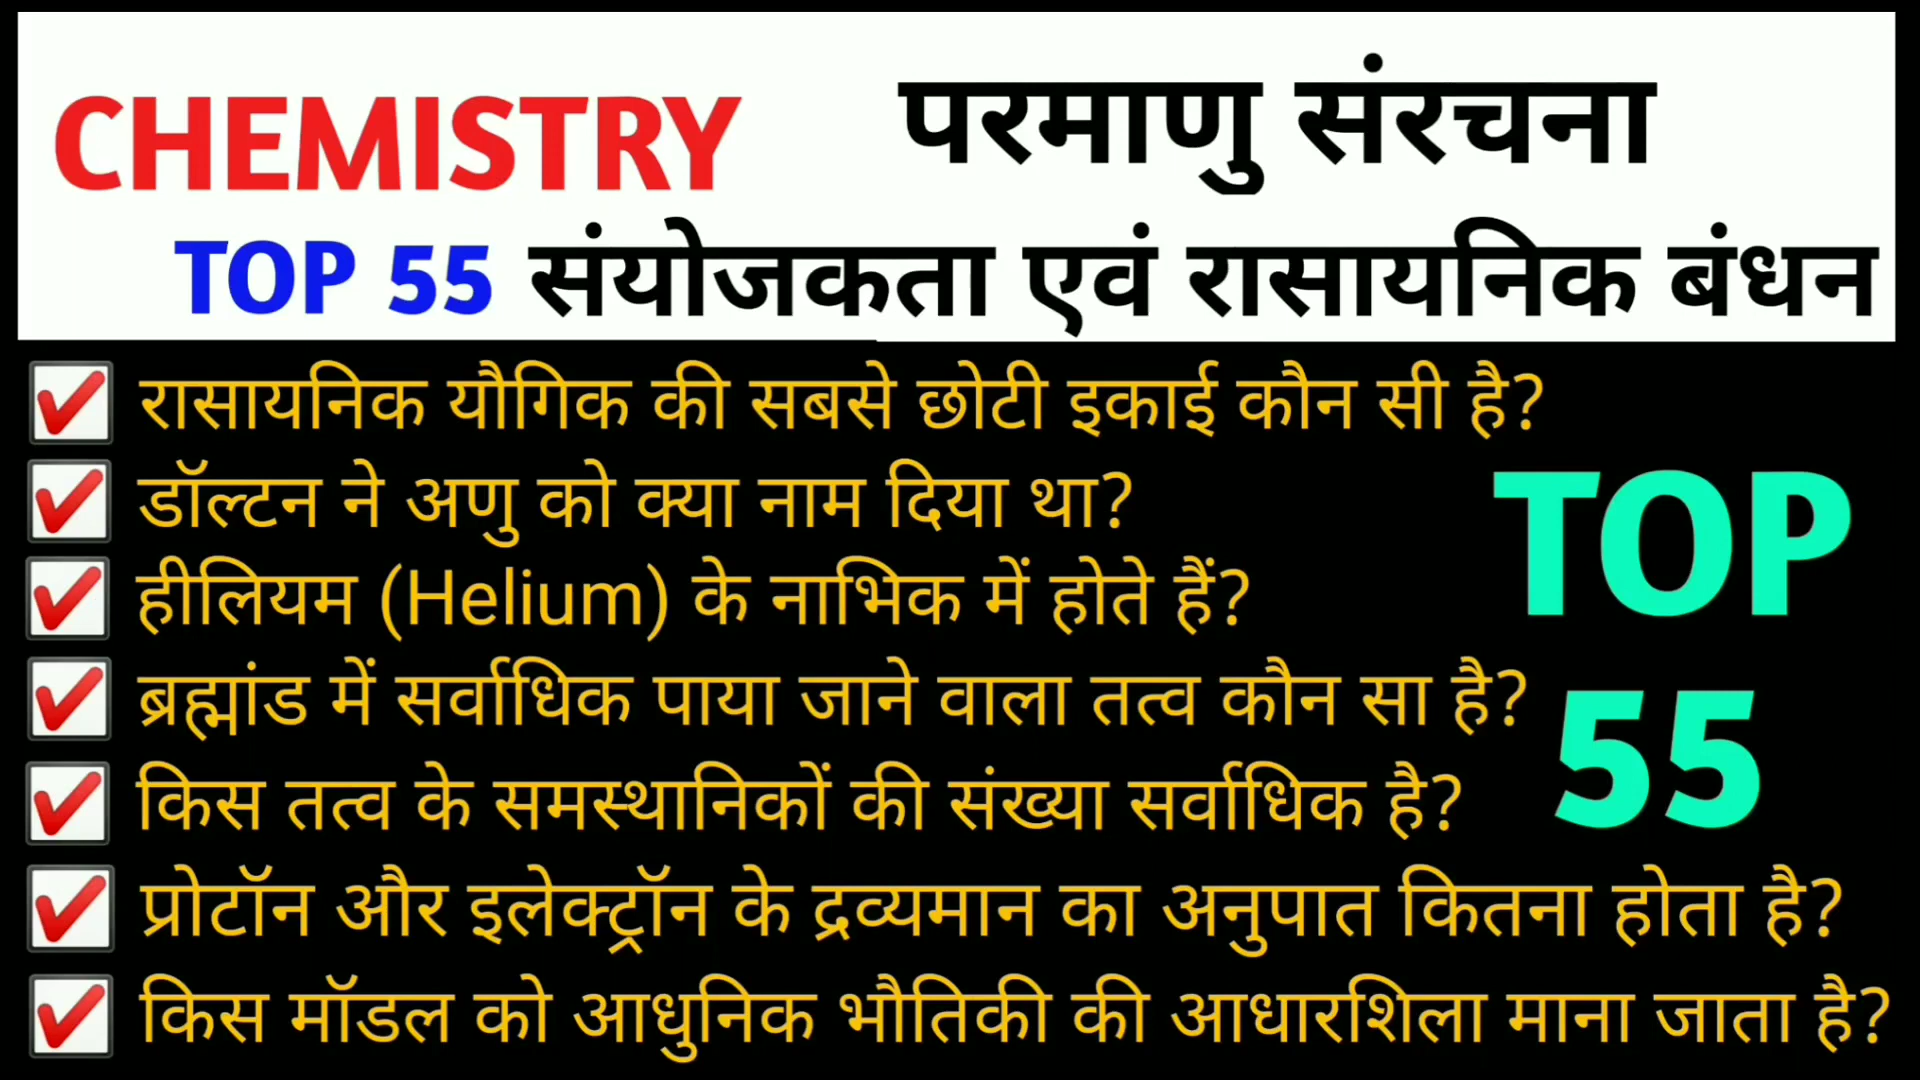 CHEMISTRY परमाणु संरचना
TOP 55 संयोजकता एवं रासायनिक बंधन
रासायनिक यौगिक की सबसे छोटी इकाई कौन सी है?
डॉल्टन ने अणु को क्या नाम दिया था?
हीलियम (Helium) के नाभिक में होते हैं?
ब्रह्मांड में सर्वाधिक पाया जाने वाला तत्व कौन सा है?
किस तत्व के समस्थानिकों की संख्या सर्वाधिक है?
प्रोटॉन और इलेक्ट्रॉन के द्रव्यमान का अनुपात कितना होता है?
किस मॉडल को आधुनिक भौतिकी की आधारशिला माना जाता है?
TOP
55